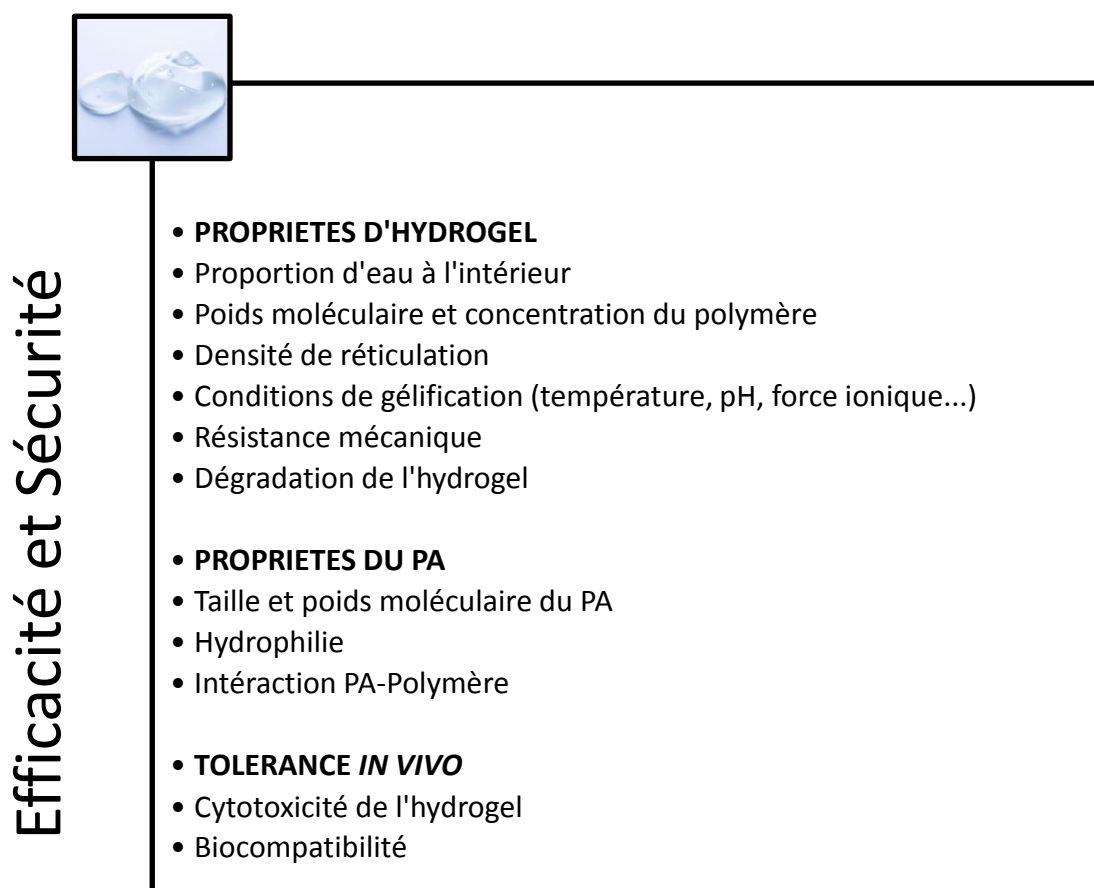 Efficacité et Sécurité
• PROPRIETES D'HYDROGEL
• Proportion d'eau à l'intérieur
• Poids moléculaire et concentration du polymère
• Densité de réticulation
• Conditions de gélification (température, pH, force ionique...)
• Résistance mécanique
• Dégradation de l'hydrogel
• PROPRIETES DU PA
• Taille et poids moléculaire du PA
• Hydrophilie
• Intéraction PA-Polymère
• TOLERANCE IN VIVO
• Cytotoxicité de l'hydrogel
• Biocompatibilité